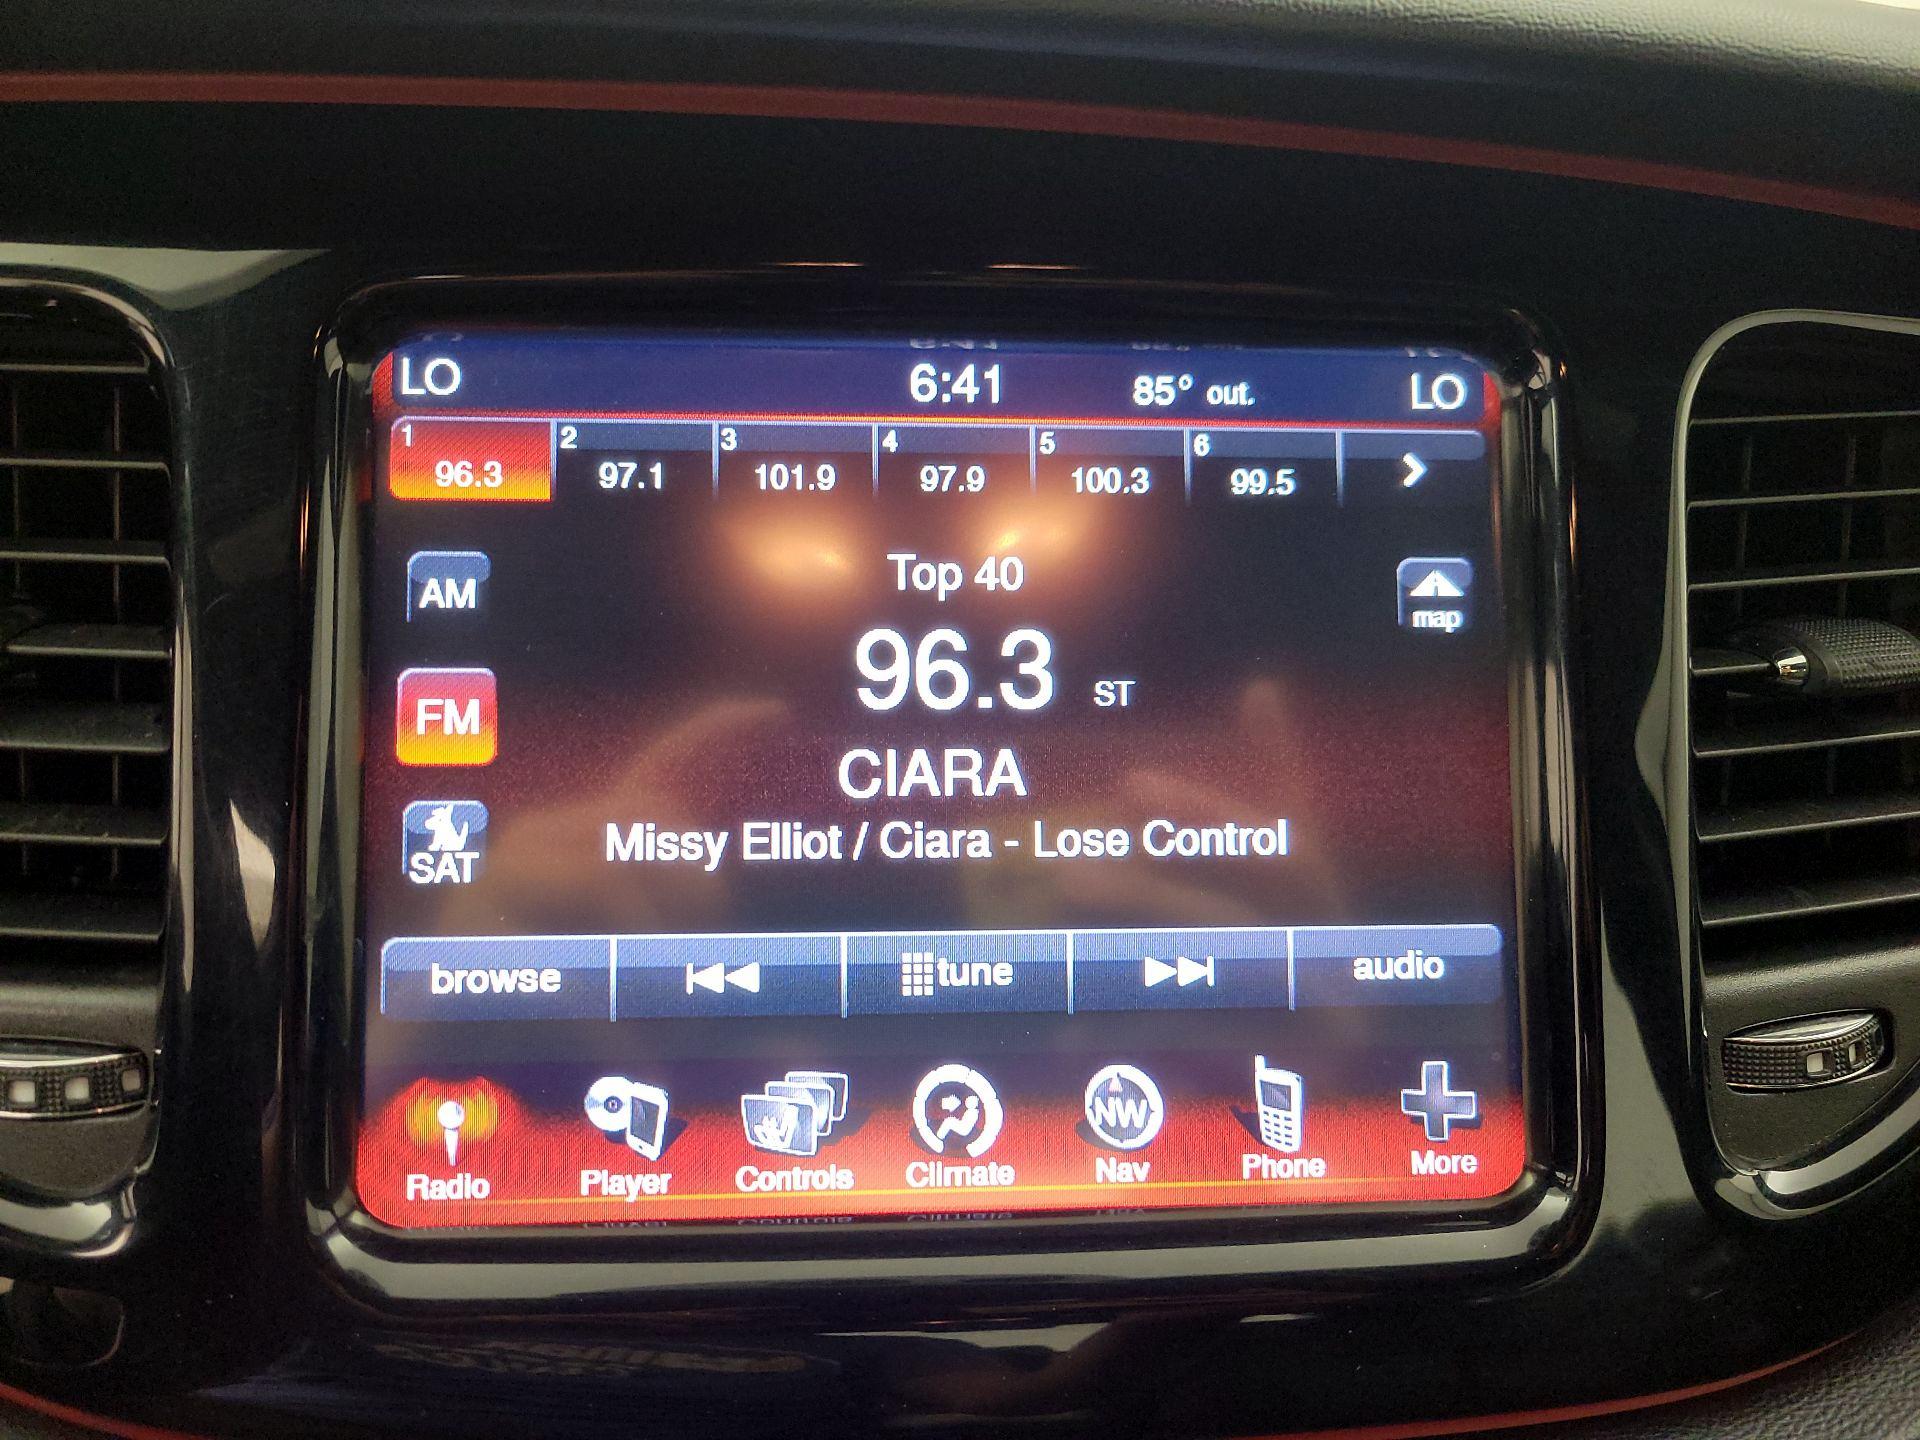 LO 6:41 85° out. LO
1 2 3 4 5 6
96.3 97.1 101.9 97.9 100.3 99.5
AM Top 40 map
96.3 ST
FM
CIARA
SAT Missy Elliot / Ciara - Lose Control
browse tune audio
NW
Radio Player Controls Climate Nav Phone More